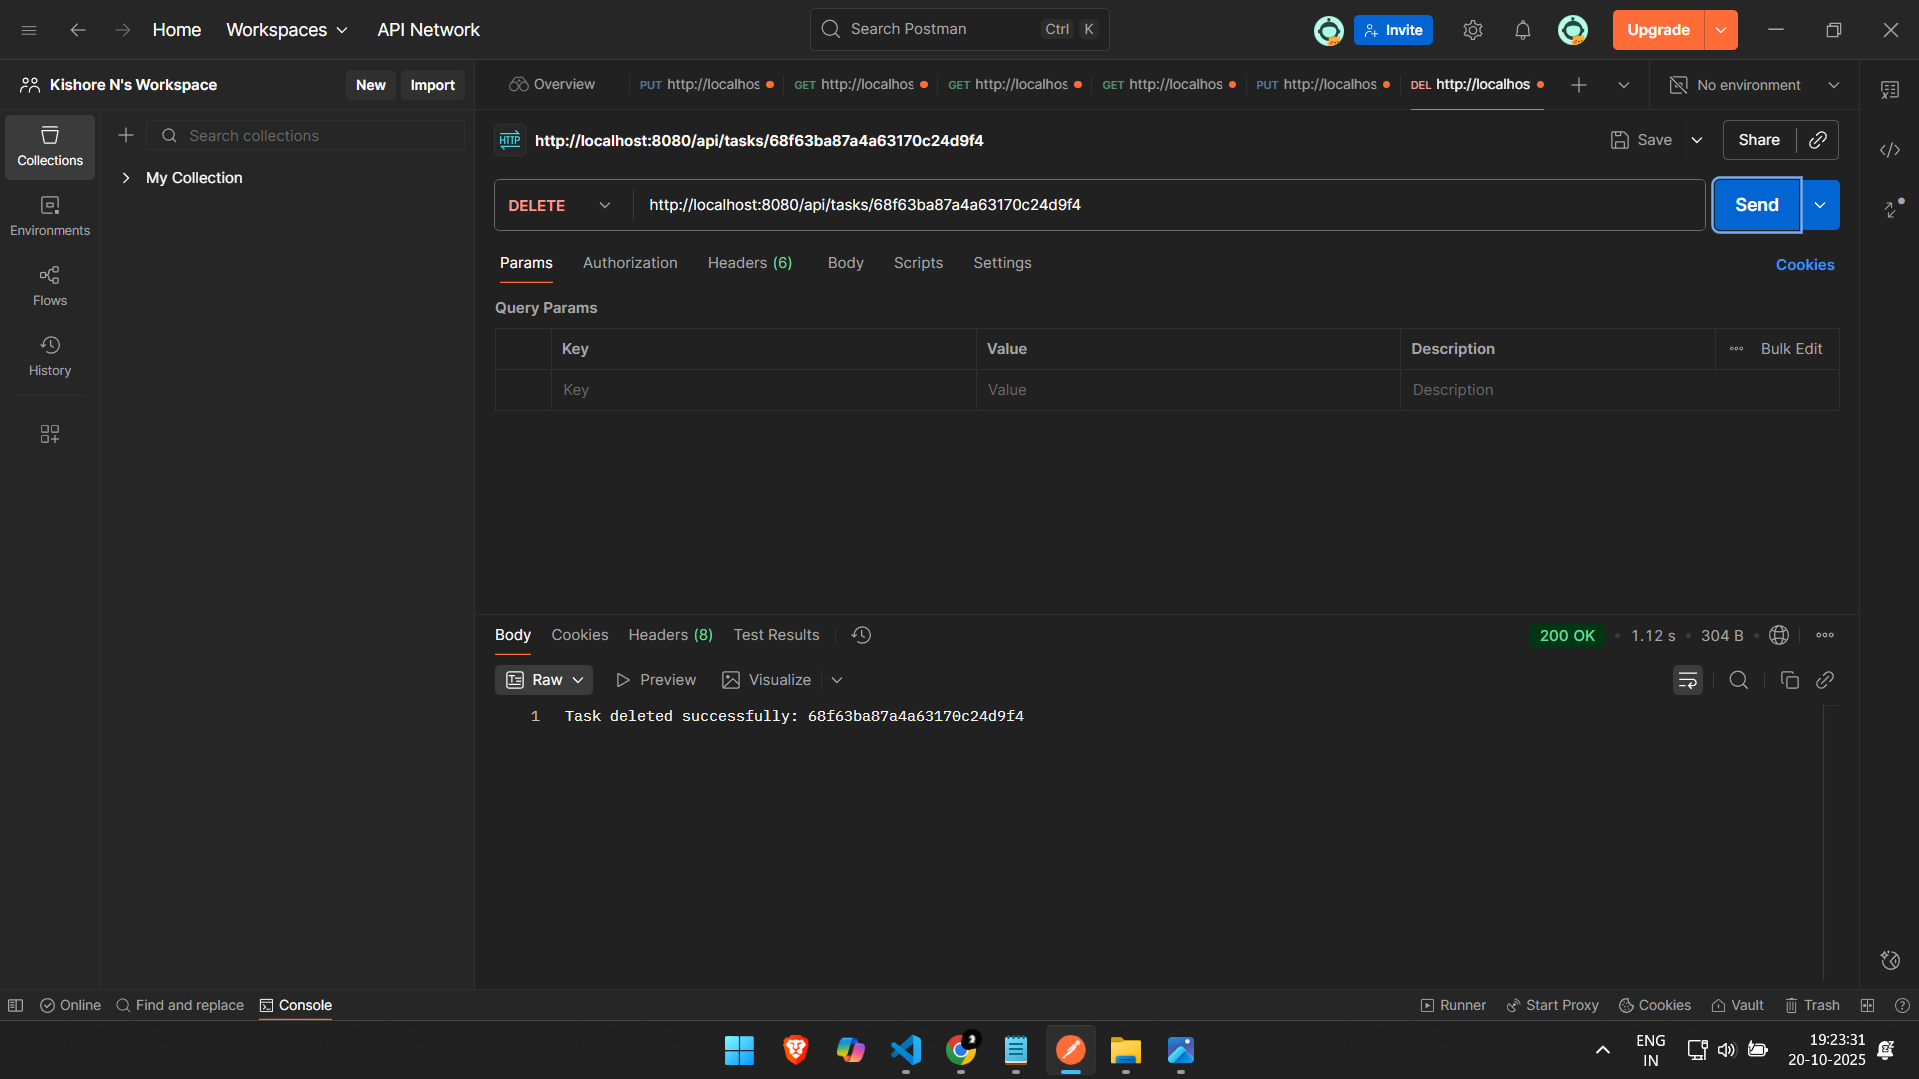 Home
Workspaces
API Network
Search Postman
Ctrl K
Invite
Upgrade
Kishore N's Workspace
New
Import
Overview
PUT http://localhos
GET http://localhos
GET http://localhos
GET http://localhos
PUT http://localhos
DEL http://localhos
No environment
Collections
Search collections
My Collection
Environments
Flows
History
HTTP
http://localhost:8080/api/tasks/68f63ba87a4a63170c24d9f4
Save
Share
DELETE
http://localhost:8080/api/tasks/68f63ba87a4a63170c24d9f4
Send
Params
Authorization
Headers (6)
Body
Scripts
Settings
Cookies
Query Params
Key
Value
Description
Bulk Edit
Key
Value
Description
Body
Cookies
Headers (8)
Test Results
200 OK
1.12 s
304 B
Raw
Preview
Visualize
1
Task deleted successfully: 68f63ba87a4a63170c24d9f4
Online
Find and replace
Console
Runner
Start Proxy
Cookies
Vault
Trash
ENG
IN
19:23:31
20-10-2025